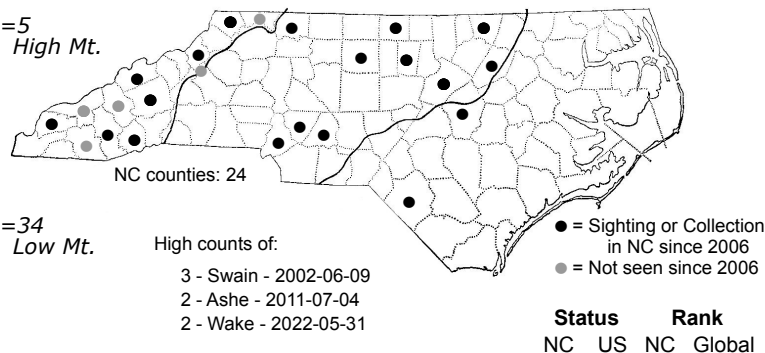 =5
High Mt.
NC counties: 24
=34
Low Mt.
High counts of:
3 - Swain - 2002-06-09
2 - Ashe - 2011-07-04
2 - Wake - 2022-05-31
= Sighting or Collection
in NC since 2006
= Not seen since 2006
Status Rank
NC US NC Global